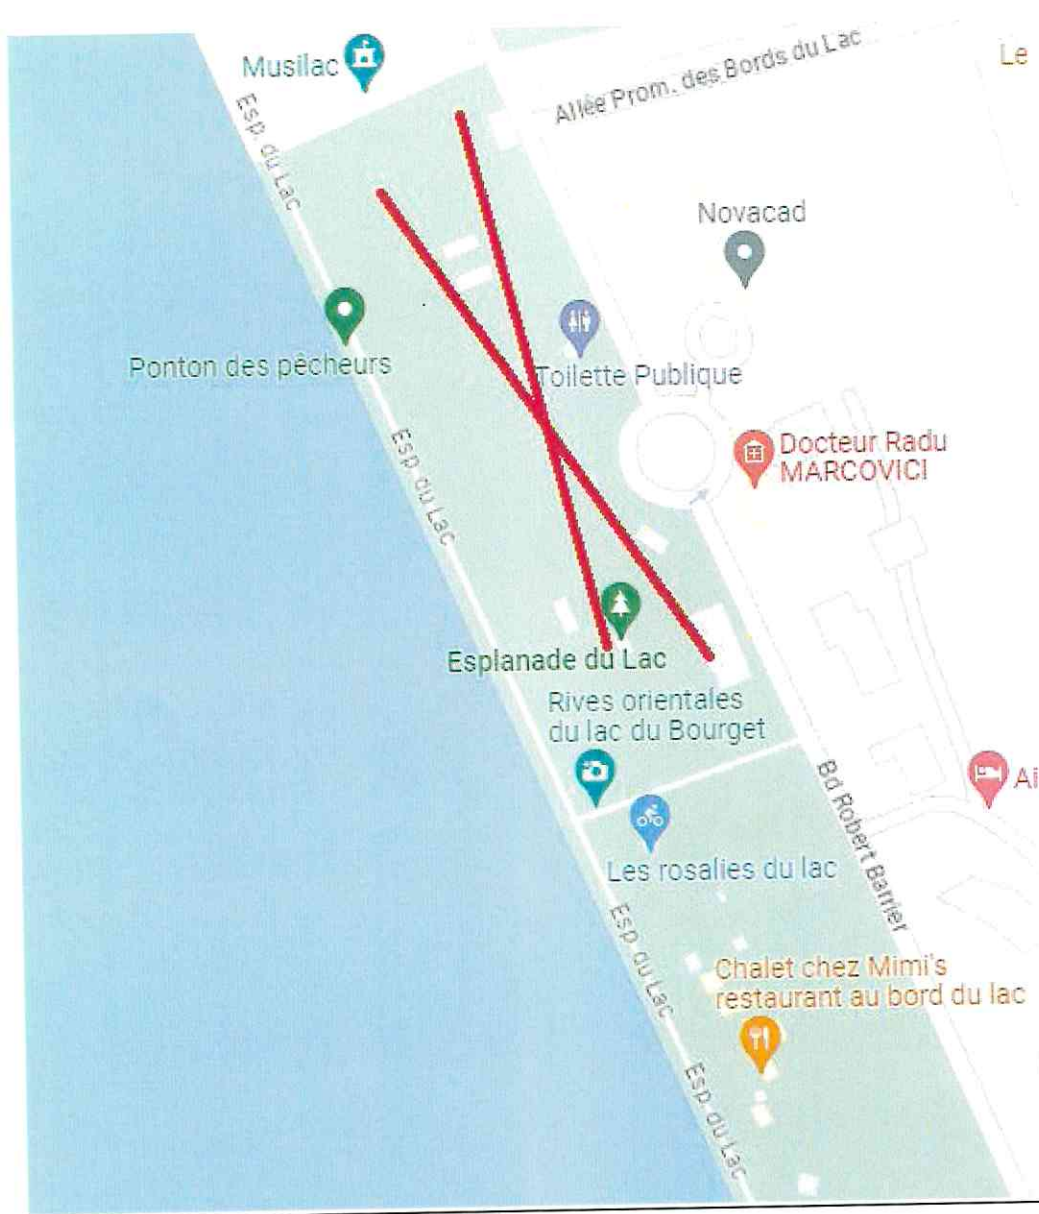 Musilac
Allée Prom. des Bords du Lac
Le
Esp. du Lac
Novacad
Ponton des pêcheurs
Toilette Publique
Docteur Radu
MARCOVICI
Esp. du Lac
Esplanade du Lac
Rives orientales
du lac du Bourget
Ai
Bd Robert Barrier
Les rosalies du lac
Esp. du Lac
Chalet chez Mimi's
restaurant au bord du lac
Esp. du Lac